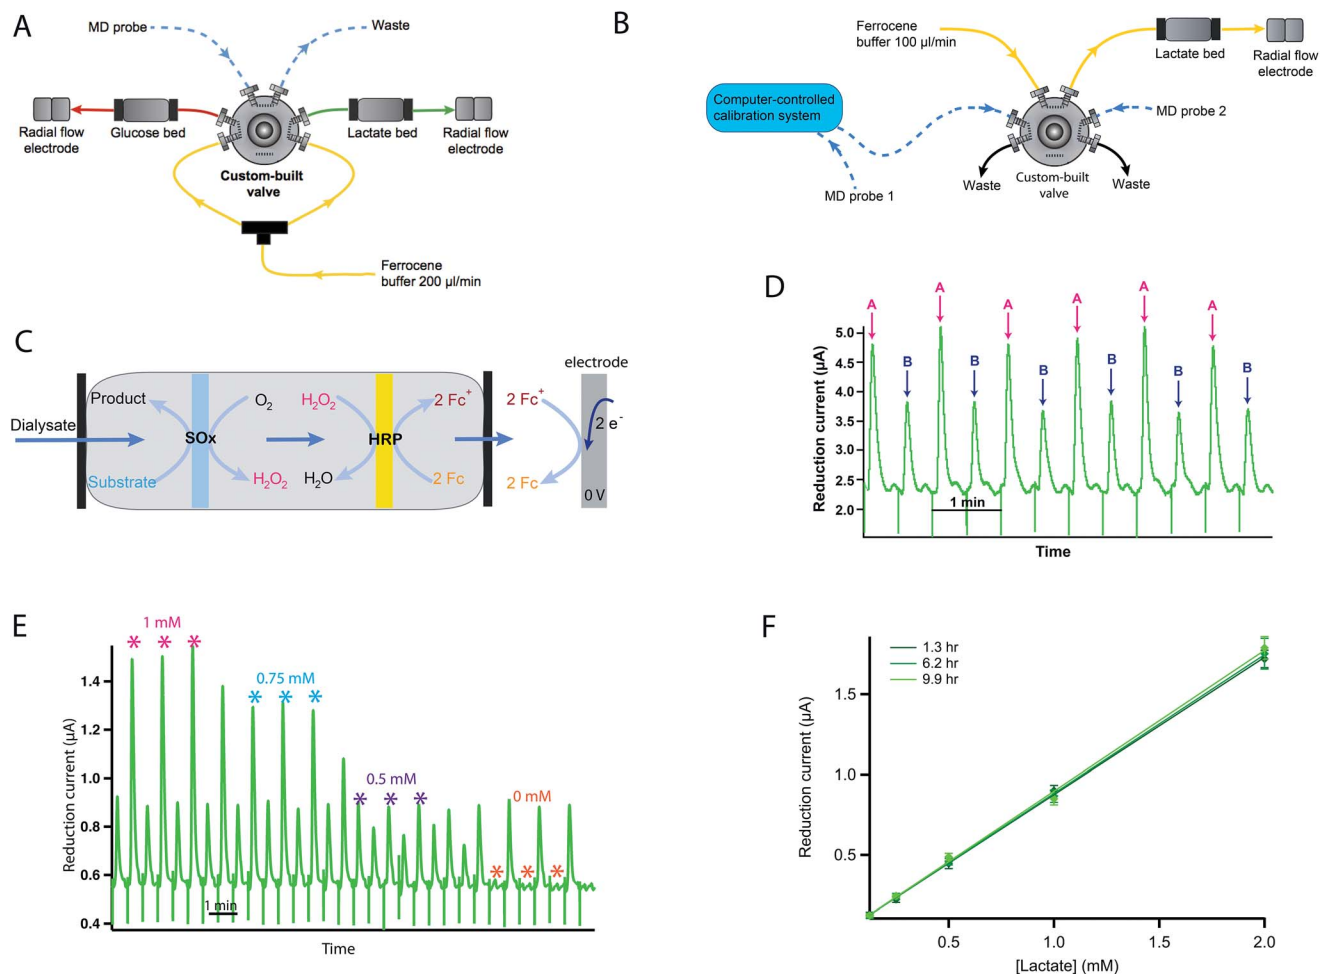 A
MD probe
Waste
Radial flow
electrode
Glucose bed
Lactate bed
Radial flow
electrode
Custom-built
valve
Ferrocene
buffer 200 µl/min
B
Ferrocene
buffer 100 µl/min
Lactate bed
Radial flow
electrode
Computer-controlled
calibration system
MD probe 2
MD probe 1
Waste
Custom-built
valve
Waste
C
electrode
Dialysate
Product
SOx
O₂
H₂O₂
HRP
2 Fc⁺
2 Fc⁺
2 e⁻
Substrate
H₂O₂
H₂O
2 Fc
2 Fc
0 V
D
A
A
A
A
A
A
B
B
B
B
B
B
Reduction current (µA)
5.0
4.5
4.0
3.5
3.0
2.5
2.0
1 min
Time
E
1 mM
0.75 mM
0.5 mM
0 mM
Reduction current (µA)
1.4
1.2
1.0
0.8
0.6
0.4
1 min
Time
F
1.3 hr
6.2 hr
9.9 hr
Reduction current (µA)
1.5
1.0
0.5
0.5
1.0
1.5
2.0
[Lactate] (mM)